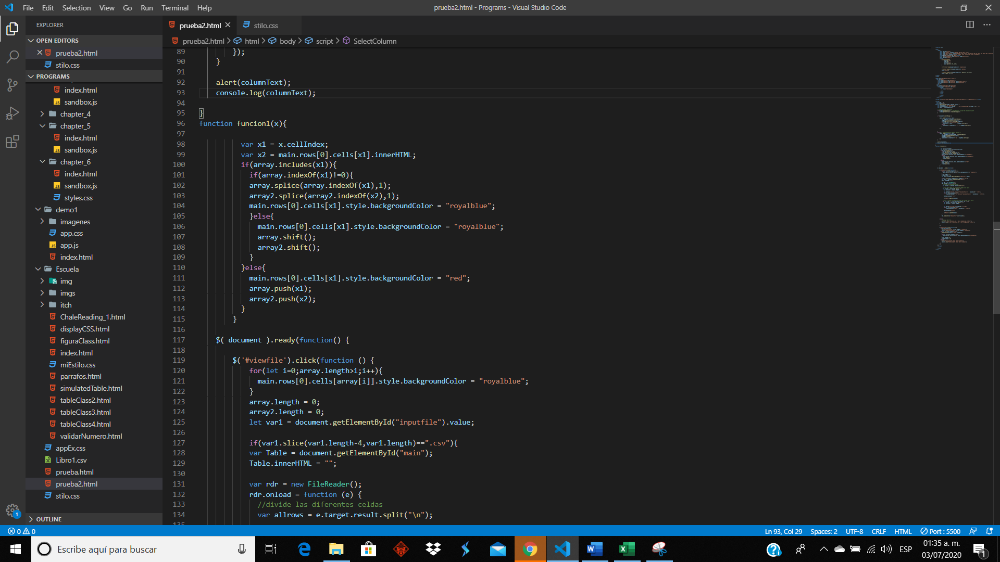 File Edit Selection View Go Run Terminal Help
prueba2.html - Programs - Visual Studio Code
EXPLORER
OPEN EDITORS
prueba2.html
stilo.css
PROGRAMS
index.html
sandbox.js
chapter_4
chapter_5
index.html
sandbox.js
chapter_6
index.html
sandbox.js
styles.css
demo1
imagenes
app.css
app.js
index.html
Escuela
img
imgs
itch
ChaleReading_1.html
displayCSS.html
figuraClass.html
index.html
miEstilo.css
parrafos.html
simulatedTable.html
tableClass2.html
tableClass3.html
tableClass4.html
validarNumero.html
appEx.css
Libro1.csv
prueba.html
prueba2.html
stilo.css
OUTLINE
prueba2.html stilo.css
prueba2.html > html > body > script > SelectColumn
89 });
90 }
91
92 alert(columnText);
93 console.log(columnText);
94
95 }
96 function funcion1(x){
97
98 var x1 = x.cellIndex;
99 var x2 = main.rows[0].cells[x1].innerHTML;
100 if(array.includes(x1)){
101 if(array.indexOf(x1)!=0){
102 array.splice(array.indexOf(x1),1);
103 array2.splice(array2.indexOf(x2),1);
104 main.rows[0].cells[x1].style.backgroundColor = "royalblue";
105 }else{
106 main.rows[0].cells[x1].style.backgroundColor = "royalblue";
107 array.shift();
108 array2.shift();
109 }
110 }else{
111 main.rows[0].cells[x1].style.backgroundColor = "red";
112 array.push(x1);
113 array2.push(x2);
114 }
115 }
116
117 $( document ).ready(function() {
118
119 $('#viewfile').click(function () {
120 for(let i=0;array.length>i;i++){
121 main.rows[0].cells[array[i]].style.backgroundColor = "royalblue";
122 }
123 array.length = 0;
124 array2.length = 0;
125 let var1 = document.getElementById("inputfile").value;
126
127 if(var1.slice(var1.length-4,var1.length)==".csv"){
128 var Table = document.getElementById("main");
129 Table.innerHTML = "";
130
131 var rdr = new FileReader();
132 rdr.onload = function (e) {
133 //divide las diferentes celdas
134 var allrows = e.target.result.split("\n");
135
0 0
Ln 93, Col 29 Spaces: 2 UTF-8 CRLF HTML Port : 5500
1
Escribe aquí para buscar
ESP
01:35 a. m.
03/07/2020
1